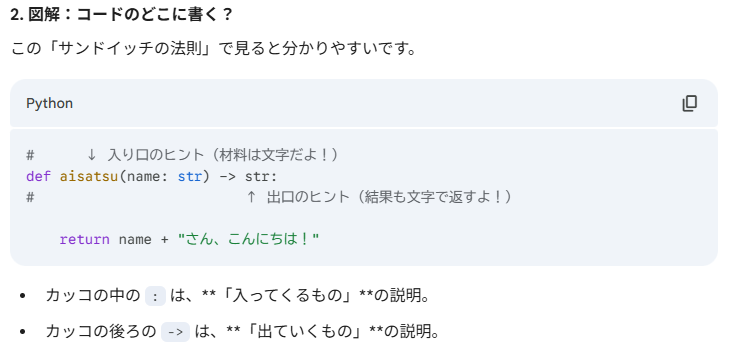 2. 図解：コードのどこに書く？
この「サンドイッチの法則」で見ると分かりやすいです。
Python
#      ↓ 入り口のヒント（材料は文字だよ！）
def aisatsu(name: str) -> str:
#                         ↑ 出口のヒント（結果も文字で返すよ！）
    return name + "さん、こんにちは！"
• カッコの中の : は、**「入ってくるもの」**の説明。
• カッコの後ろの -> は、**「出ていくもの」**の説明。